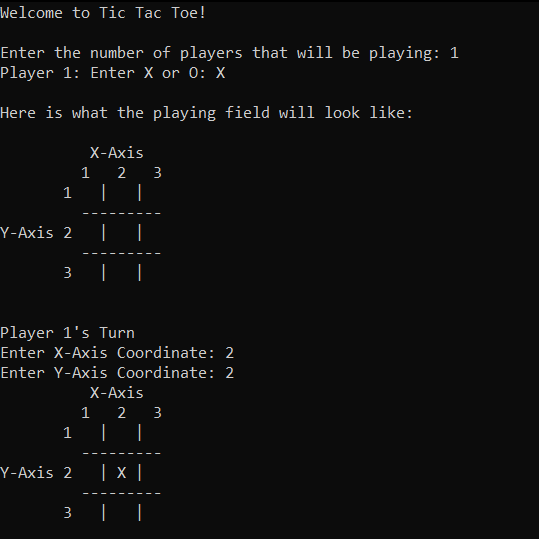 Welcome to Tic Tac Toe!
Enter the number of players that will be playing: 1
Player 1: Enter X or O: X
Here is what the playing field will look like:
          X-Axis
         1   2   3
       1   |   |
         ---------
Y-Axis 2   |   |
         ---------
       3   |   |
Player 1's Turn
Enter X-Axis Coordinate: 2
Enter Y-Axis Coordinate: 2
          X-Axis
         1   2   3
       1   |   |
         ---------
Y-Axis 2   | X |
         ---------
       3   |   |